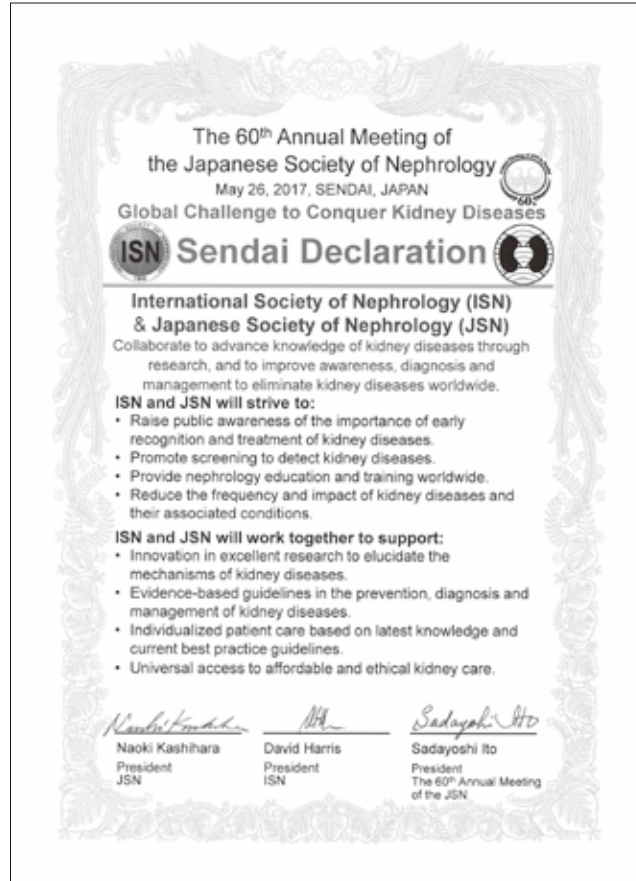 The 60th Annual Meeting of
the Japanese Society of Nephrology
May 26, 2017, SENDAI, JAPAN
Global Challenge to Conquer Kidney Diseases
ISN Sendai Declaration
International Society of Nephrology (ISN)
& Japanese Society of Nephrology (JSN)
Collaborate to advance knowledge of kidney diseases through
research, and to improve awareness, diagnosis and
management to eliminate kidney diseases worldwide.
ISN and JSN will strive to:
• Raise public awareness of the importance of early
recognition and treatment of kidney diseases.
• Promote screening to detect kidney diseases.
• Provide nephrology education and training worldwide.
• Reduce the frequency and impact of kidney diseases and
their associated conditions.
ISN and JSN will work together to support:
• Innovation in excellent research to elucidate the
mechanisms of kidney diseases.
• Evidence-based guidelines in the prevention, diagnosis and
management of kidney diseases.
• Individualized patient care based on latest knowledge and
current best practice guidelines.
• Universal access to affordable and ethical kidney care.
Sadayoshi Ito
Naoki Kashihara David Harris Sadayoshi Ito
President President President
JSN ISN The 60th Annual Meeting
of the JSN